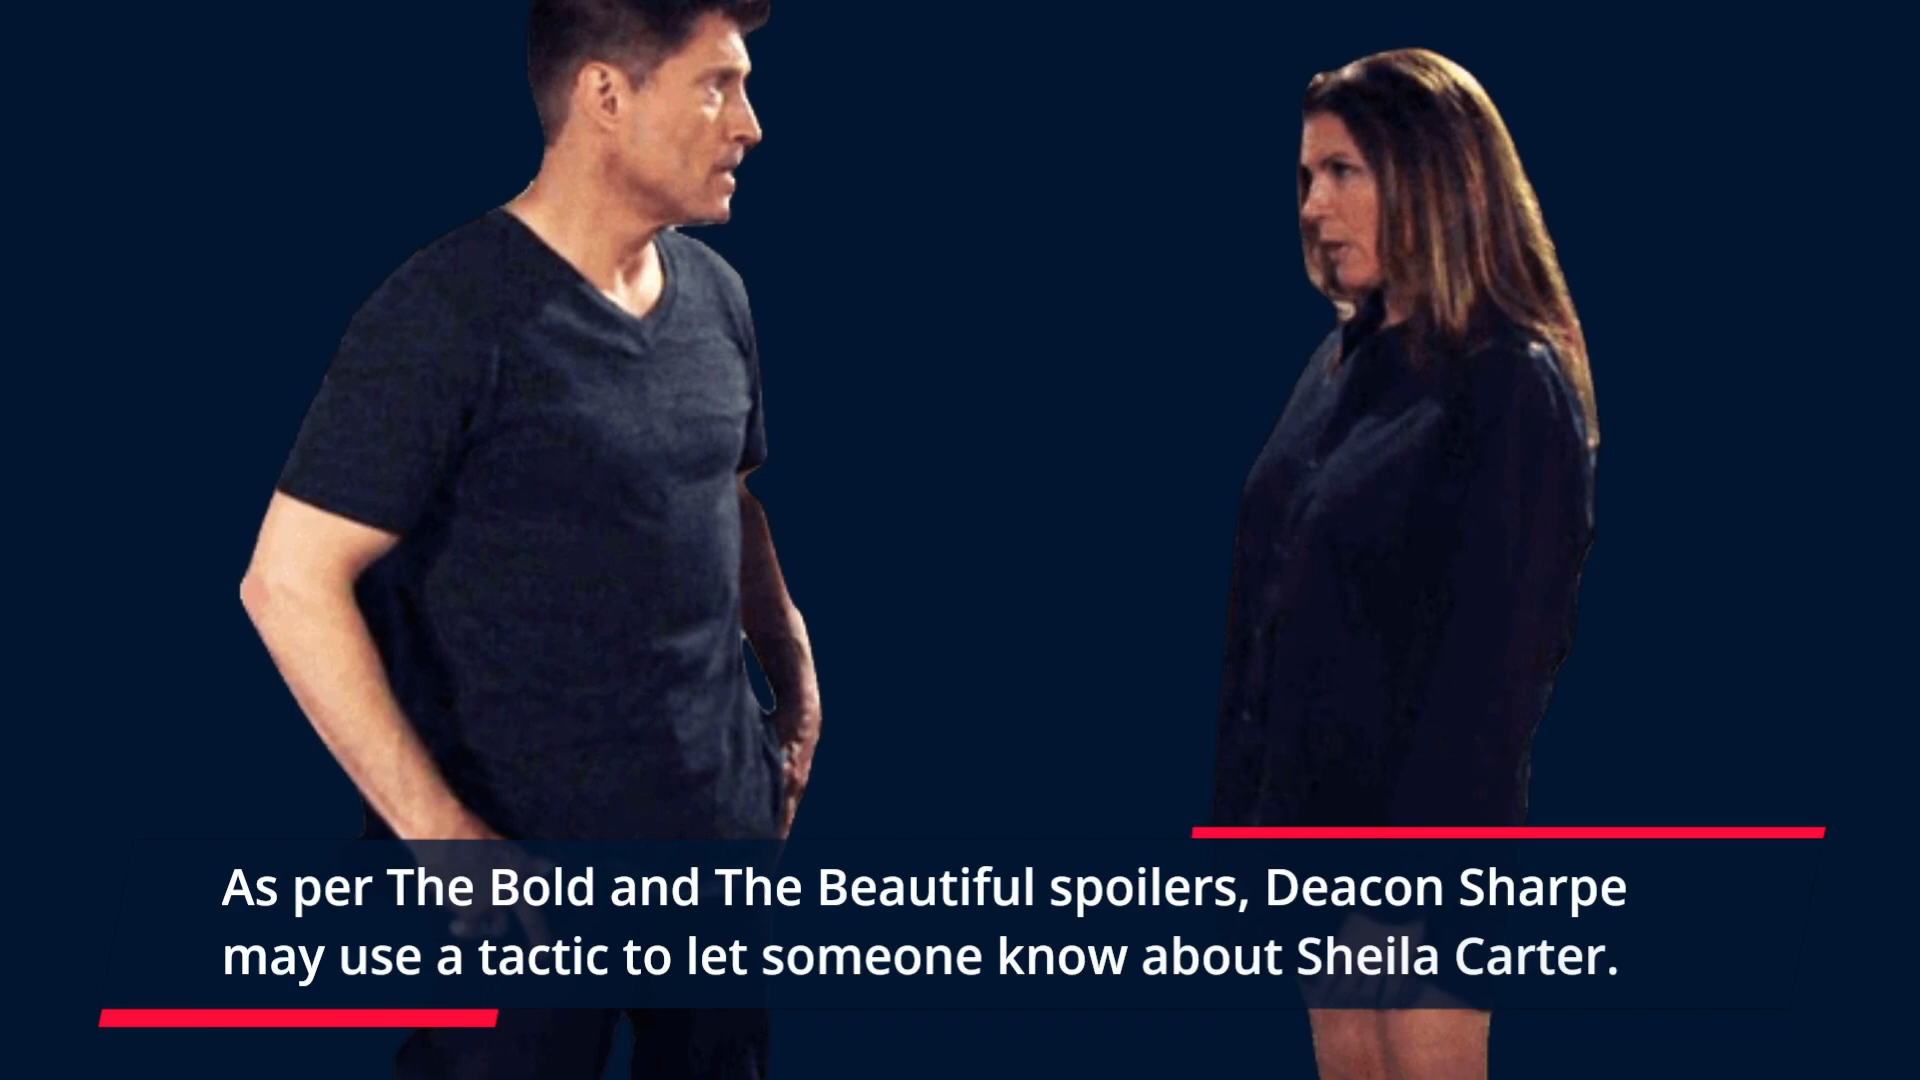 As per The Bold and The Beautiful spoilers, Deacon Sharpe
may use a tactic to let someone know about Sheila Carter.